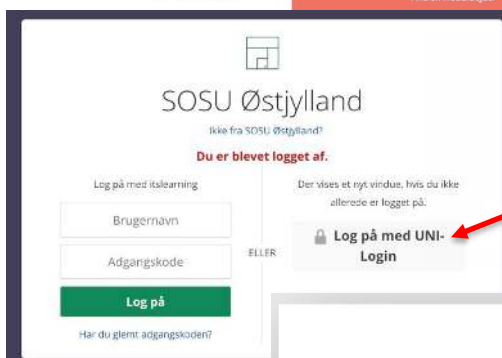 SOSU Østjylland
Ikke fra SOSU Østjylland?
Du er blevet logget af.
Log på med itslearning
Brugernavn
Adgangskode
Log på
Har du glemt adgangskoden?
ELLER
Der vises et nyt vindue, hvis du ikke
allerede er logget på.
Log på med UNI-
Login